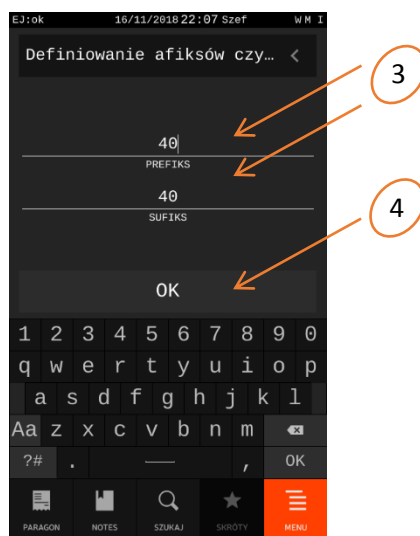 EJ:ok 16/11/2018 22:07 Szef W M I
Definiowanie afiksów czy… <
3
40
PREFIKS
40
SUFIKS
4
OK
1 2 3 4 5 6 7 8 9 0
q w e r t y u i o p
a s d f g h j k l
Aa z x c v b n m
?# . , OK
PARAGON NOTES SZUKAJ SKRÓTY MENU